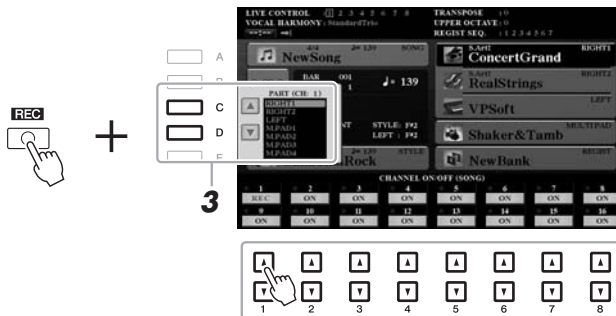 LIVE CONTROL : 1 2 3 4 5 6 7 8
VOCAL HARMONY : StandardTrio
TRANSPOSE : 0
UPPER OCTAVE : 0
REGIST SEQ. : 1 2 3 4 5 6 7
A
C
D
REC
3
4/4 139 SONG
NewSong
BAR 001
1
139
PART (CH: 1)
RIGHT1
RIGHT2
LEFT
M.PAD1
M.PAD2
M.PAD3
M.PAD4
STYLE: F#2
LEFT : F#2
139 STYLE
Rock
S.Art! RIGHT1
ConcertGrand
S.Art! RIGHT2
RealStrings
LEFT
VPSoft
MULTI PAD
Shaker&Tamb
REGIST
NewBank
CHANNEL ON/OFF (SONG)
1 2 3 4 5 6 7 8
REC ON ON ON ON ON ON ON
9 10 11 12 13 14 15 16
ON ON ON ON ON ON ON ON
1 2 3 4 5 6 7 8